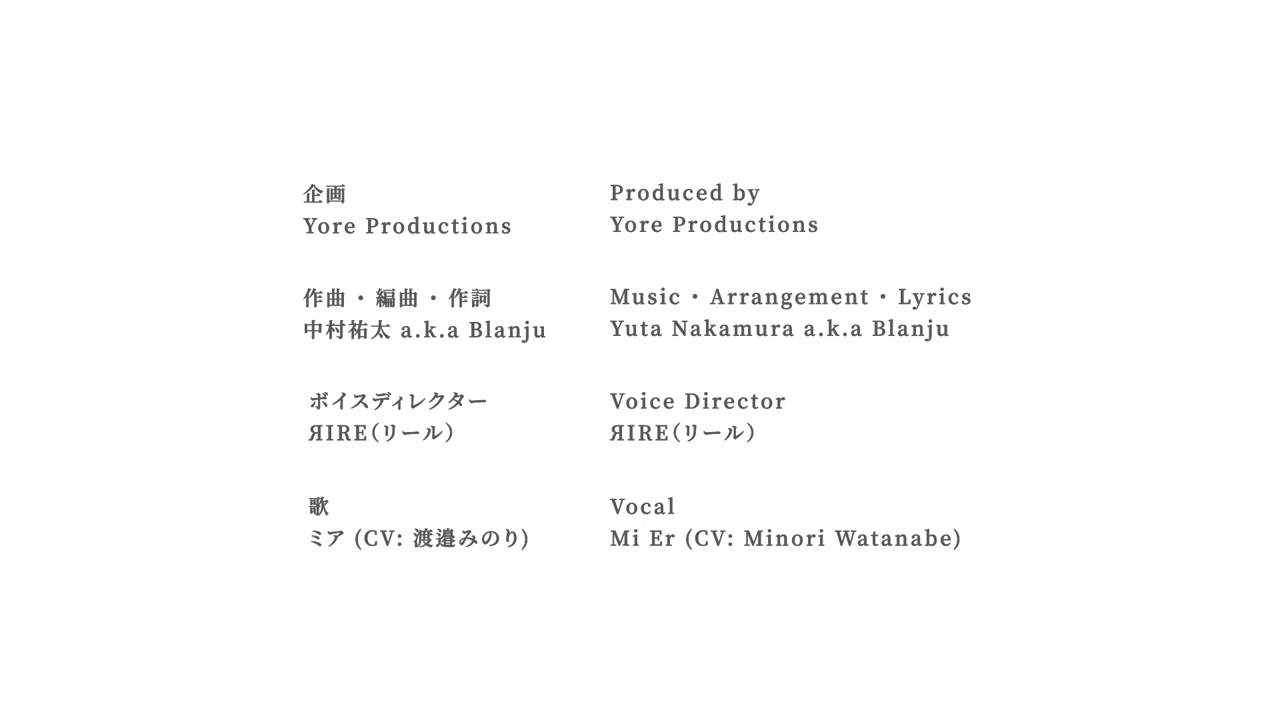 企画
Yore Productions
作曲・編曲・作詞
中村祐太 a.k.a Blanju
ボイスディレクター
ЯIRE（リール）
歌
ミア (CV: 渡邉みのり)
Produced by
Yore Productions
Music・Arrangement・Lyrics
Yuta Nakamura a.k.a Blanju
Voice Director
ЯIRE（リール）
Vocal
Mi Er (CV: Minori Watanabe)